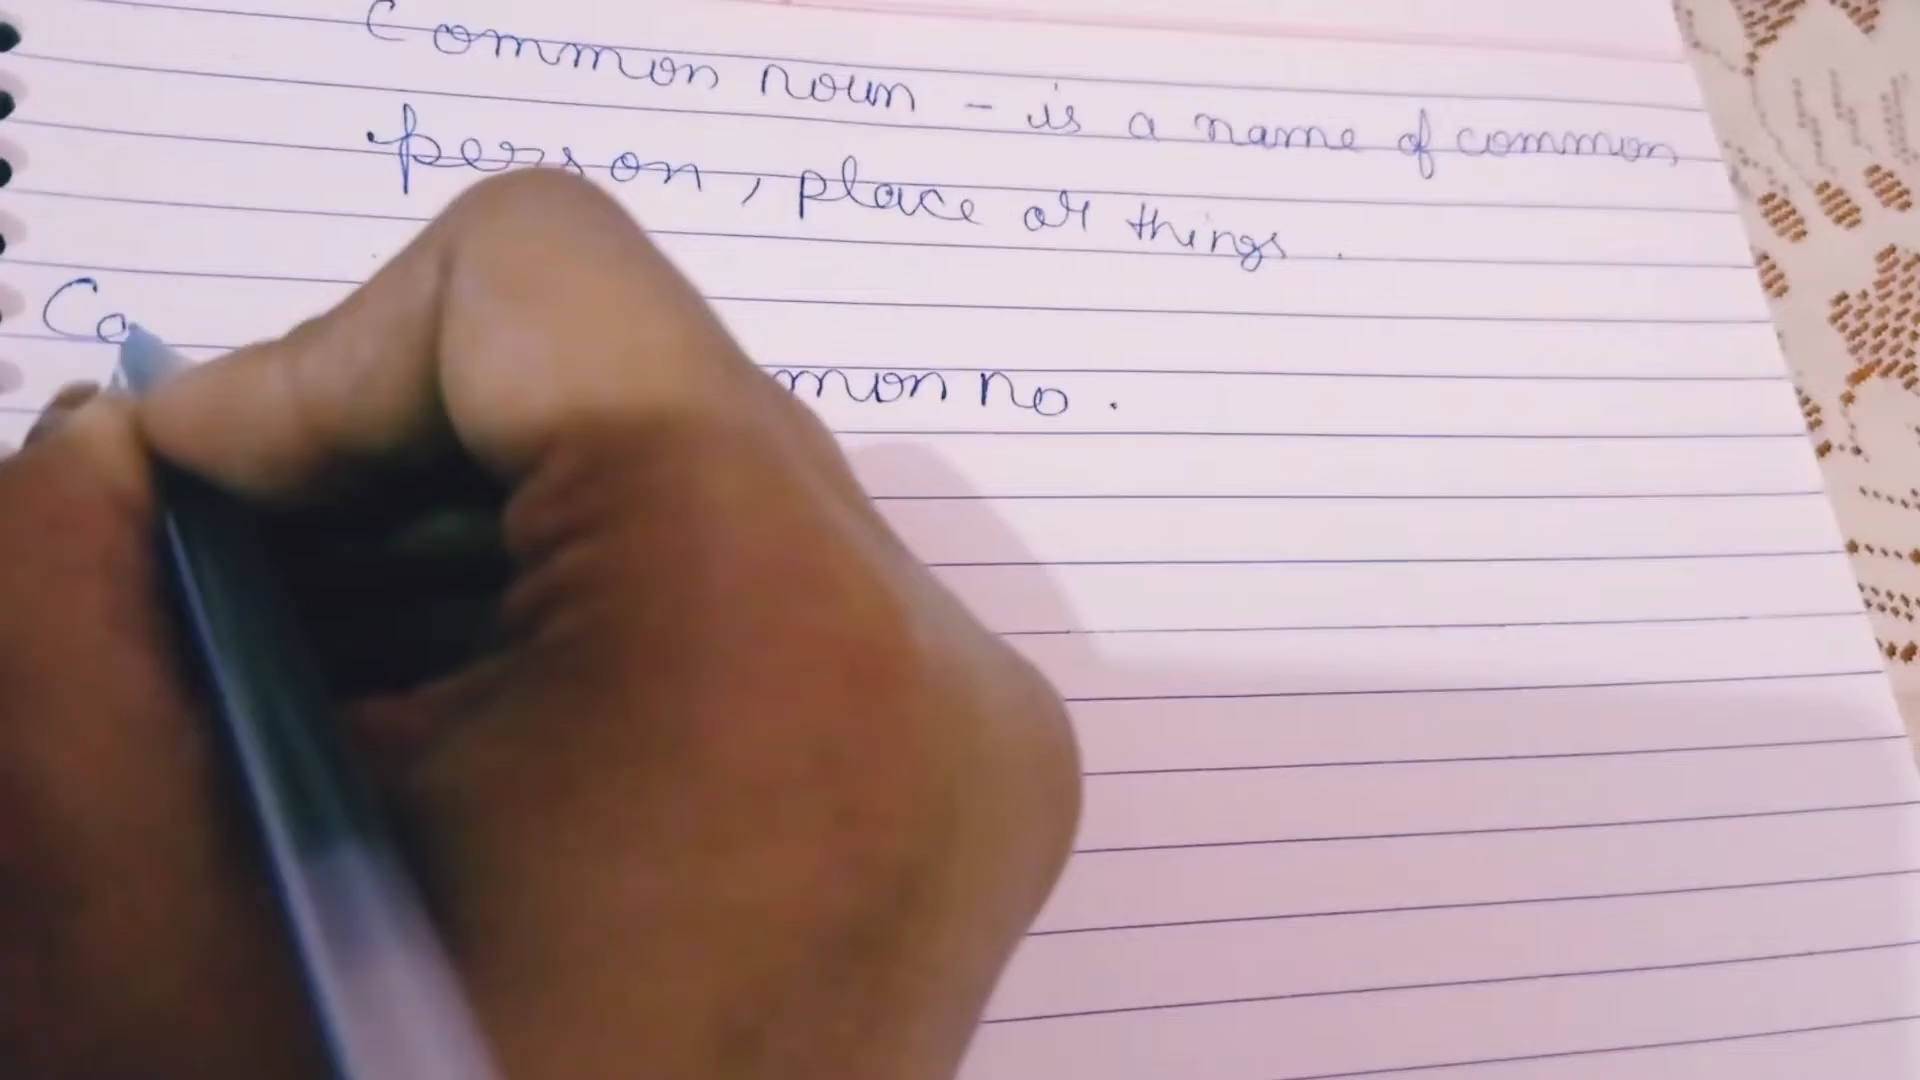 Common noun - is a name of common
person, place or things.
Co
mon no.